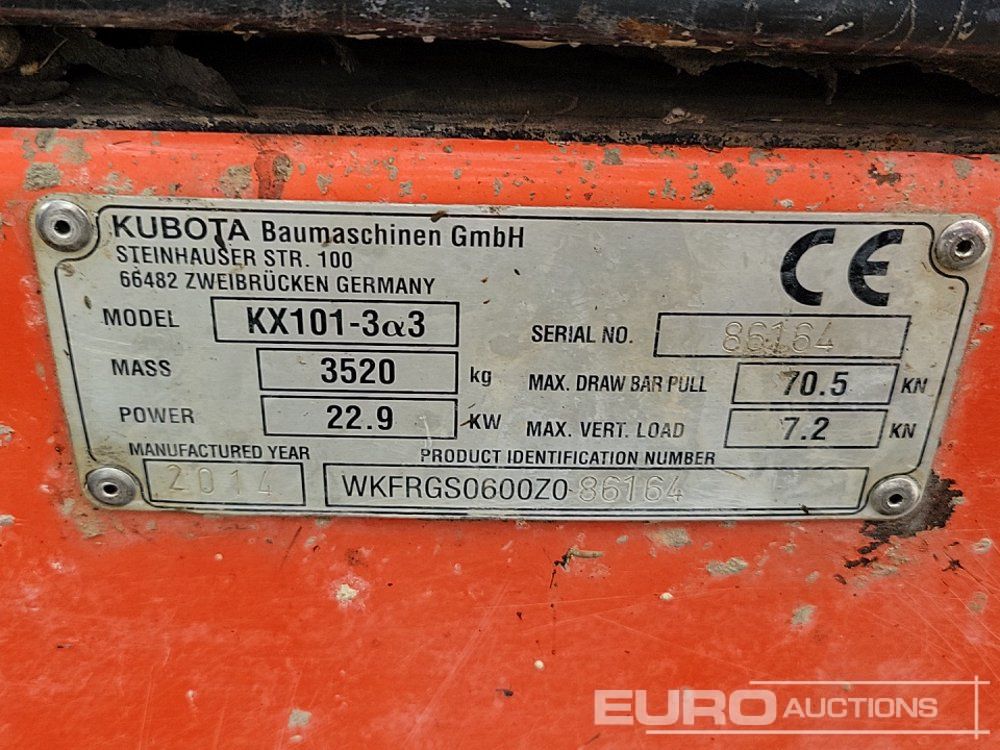 KUBOTA Baumaschinen GmbH
STEINHAUSER STR. 100
66482 ZWEIBRÜCKEN GERMANY
CE
MODEL KX101-3α3
SERIAL NO. 86164
MASS 3520 kg
MAX. DRAW BAR PULL 70.5 KN
POWER 22.9 KW
MAX. VERT. LOAD 7.2 KN
MANUFACTURED YEAR
2014
PRODUCT IDENTIFICATION NUMBER
WKFRGS0600Z086164
EURO AUCTIONS